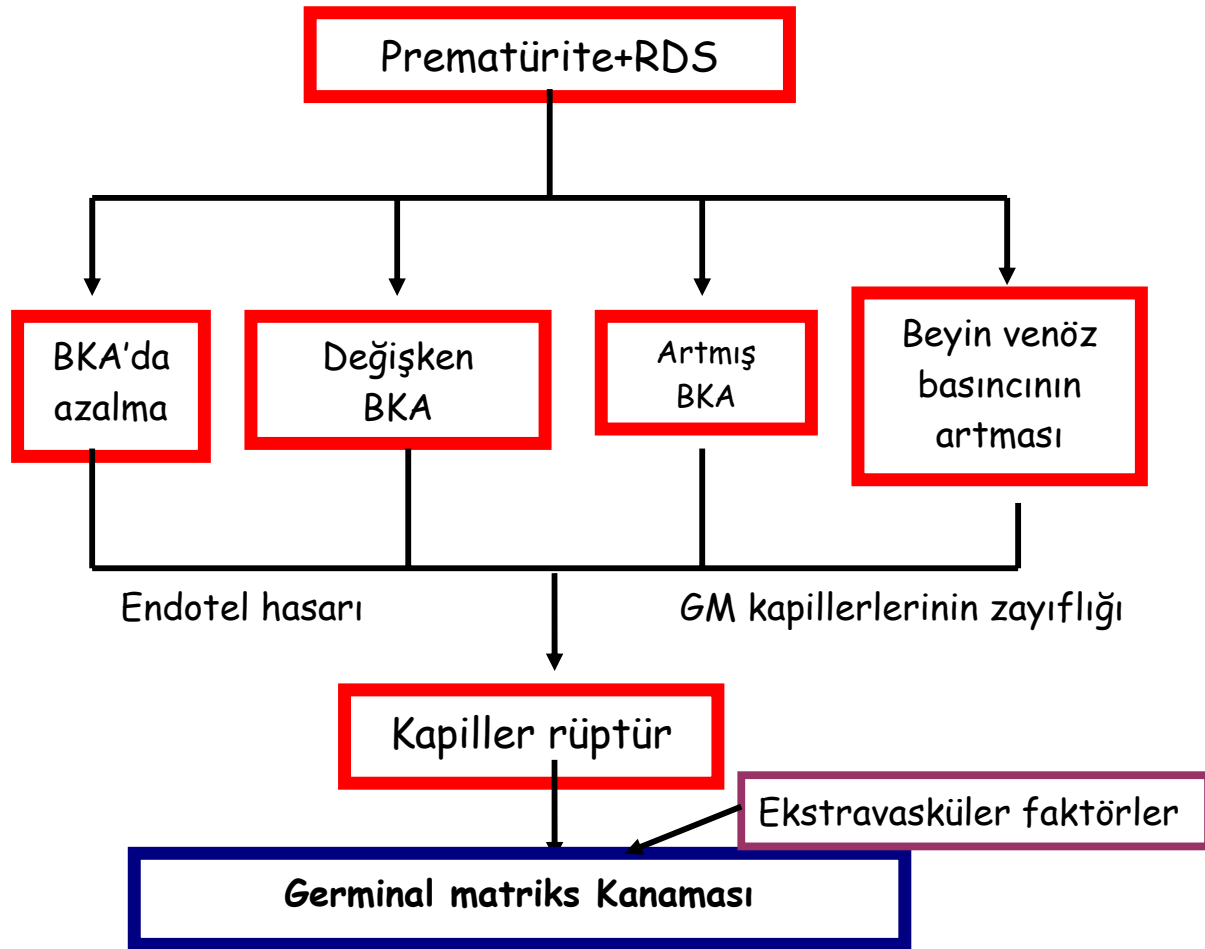 Prematürite+RDS
BKA'da
azalma
Değişken
BKA
Artmış
BKA
Beyin venöz
basıncının
artması
Endotel hasarı
GM kapillerlerinin zayıflığı
Kapiller rüptür
Ekstravasküler faktörler
Germinal matriks Kanaması